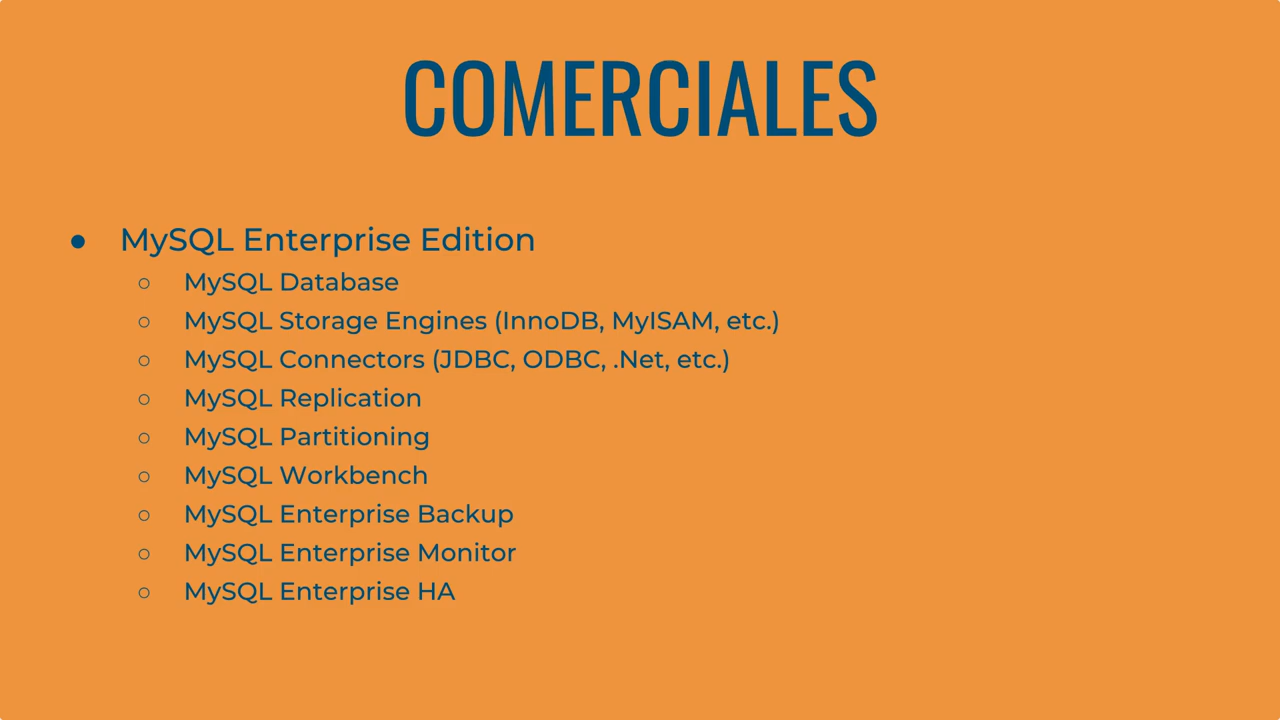 COMERCIALES
● MySQL Enterprise Edition
○ MySQL Database
○ MySQL Storage Engines (InnoDB, MyISAM, etc.)
○ MySQL Connectors (JDBC, ODBC, .Net, etc.)
○ MySQL Replication
○ MySQL Partitioning
○ MySQL Workbench
○ MySQL Enterprise Backup
○ MySQL Enterprise Monitor
○ MySQL Enterprise HA